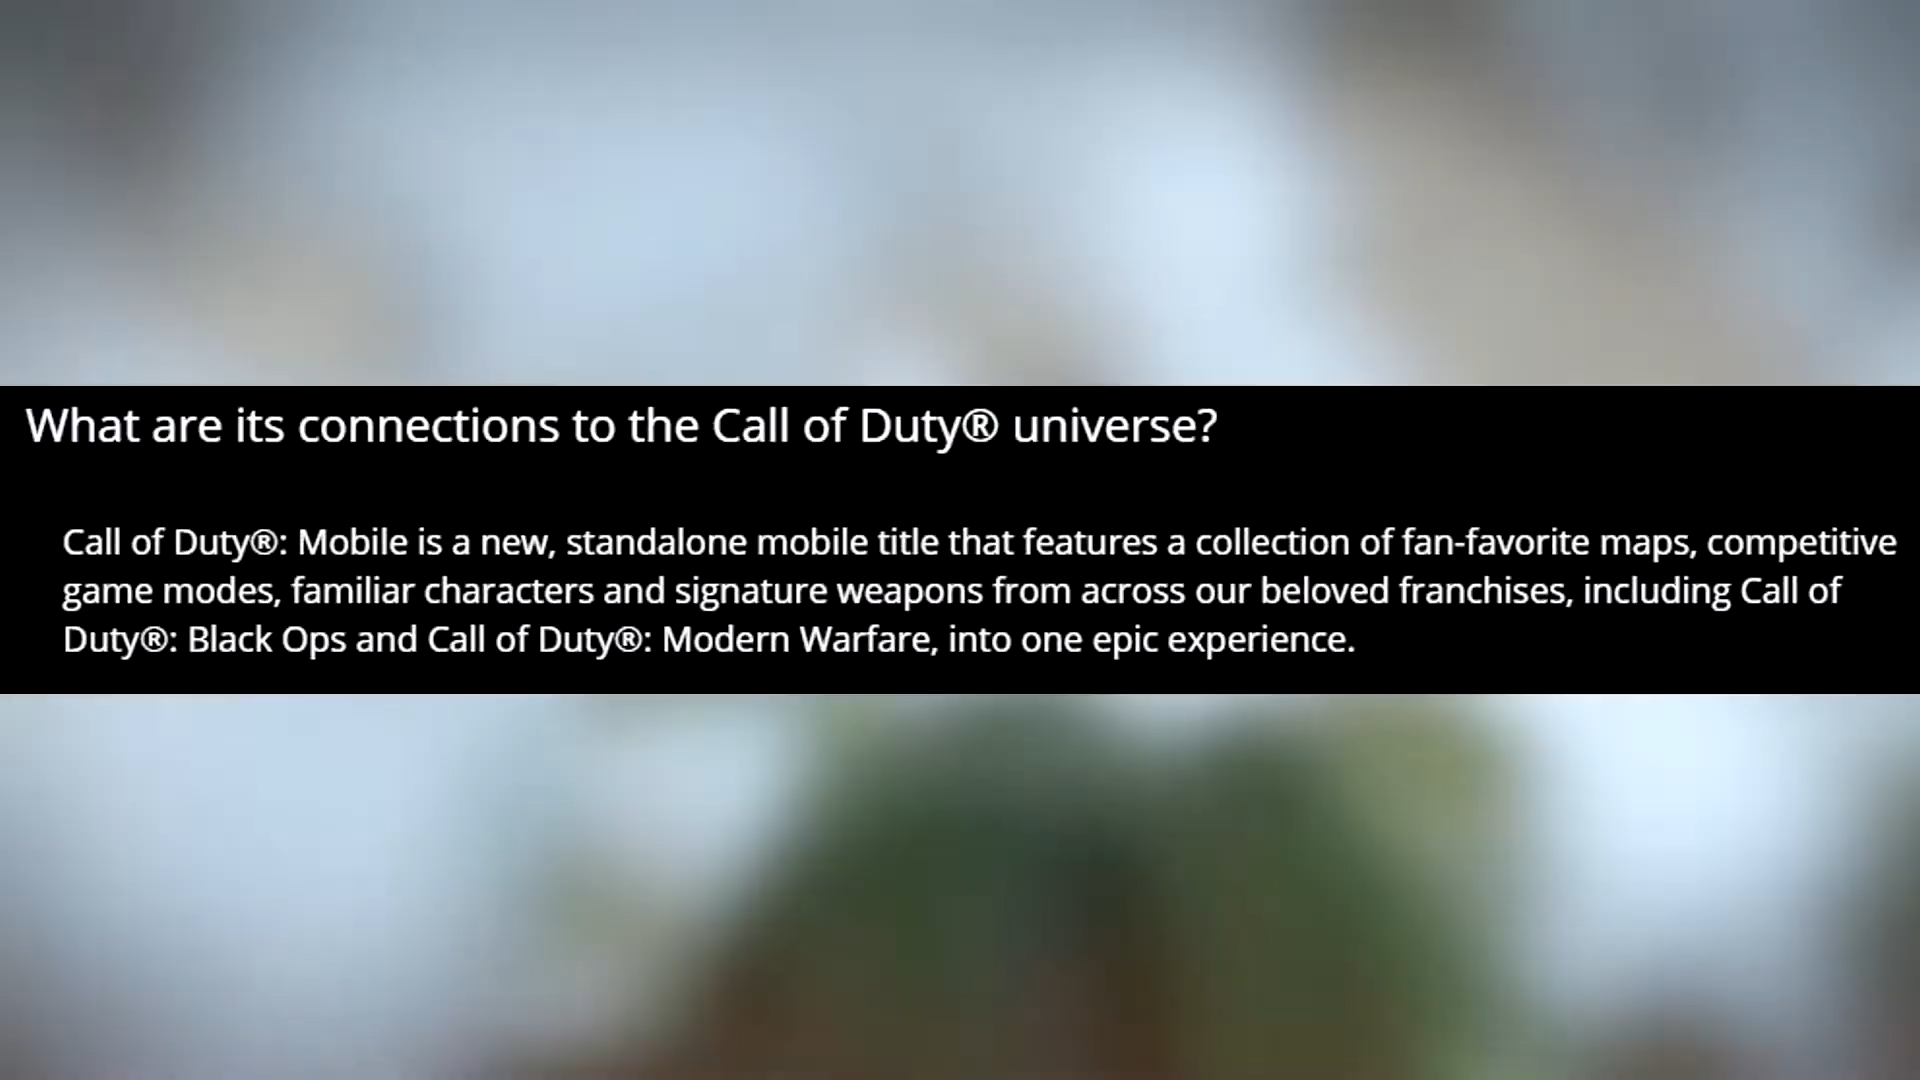 What are its connections to the Call of Duty® universe?
Call of Duty®: Mobile is a new, standalone mobile title that features a collection of fan-favorite maps, competitive
game modes, familiar characters and signature weapons from across our beloved franchises, including Call of
Duty®: Black Ops and Call of Duty®: Modern Warfare, into one epic experience.